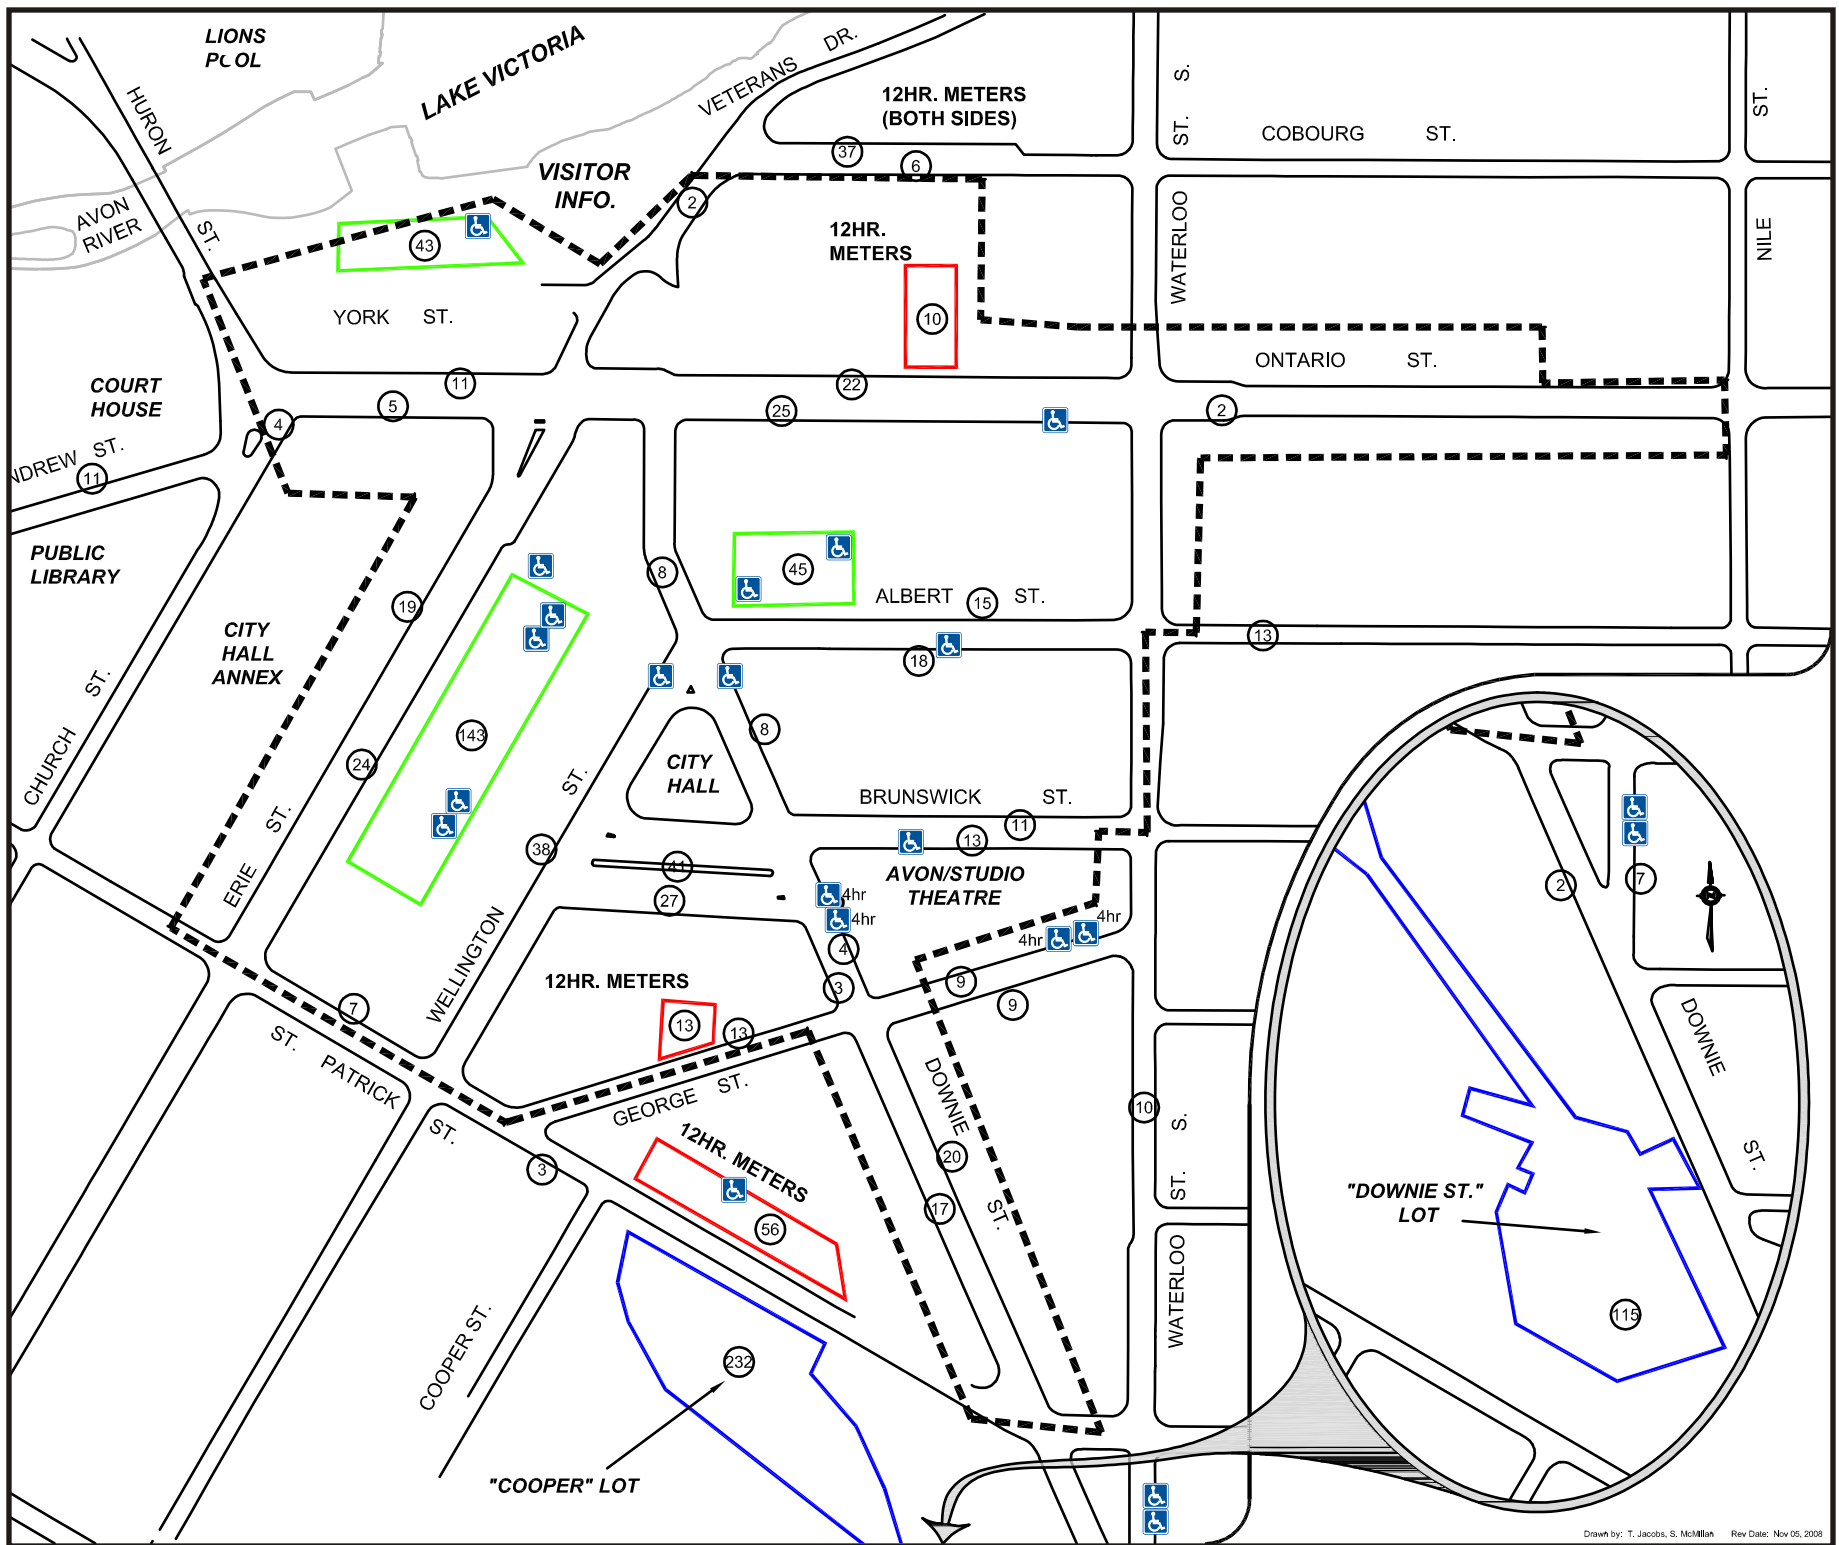 LIONS
POOL
LAKE VICTORIA
VETERANS DR.
12HR. METERS
(BOTH SIDES)
ST. S.
COBOURG ST.
ST.
HURON
ST.
37
6
VISITOR
INFO.
2
AVON
RIVER
43
12HR.
METERS
WATERLOO
NILE
YORK ST.
10
ONTARIO ST.
COURT
HOUSE
11
22
5
25
2
4
NDREW ST.
11
PUBLIC
LIBRARY
8
45
ALBERT 15 ST.
19
CITY
HALL
ANNEX
13
18
CHURCH ST.
143
8
24
CITY
HALL
ST.
BRUNSWICK ST.
11
13
ERIE ST.
38
41
AVON/STUDIO
THEATRE
27
4hr
4hr
4hr
4hr
4
2
7
WELLINGTON
12HR. METERS
3
9
9
7
13
13
ST. PATRICK
ST.
GEORGE ST.
DOWNIE
ST.
10
ST. S.
DOWNIE
ST.
12HR. METERS
3
20
17
56
"DOWNIE ST."
LOT
WATERLOO
COOPER ST.
232
115
"COOPER" LOT
Drawn by: T. Jacobs, S. McMillan Rev Date: Nov 05, 2008